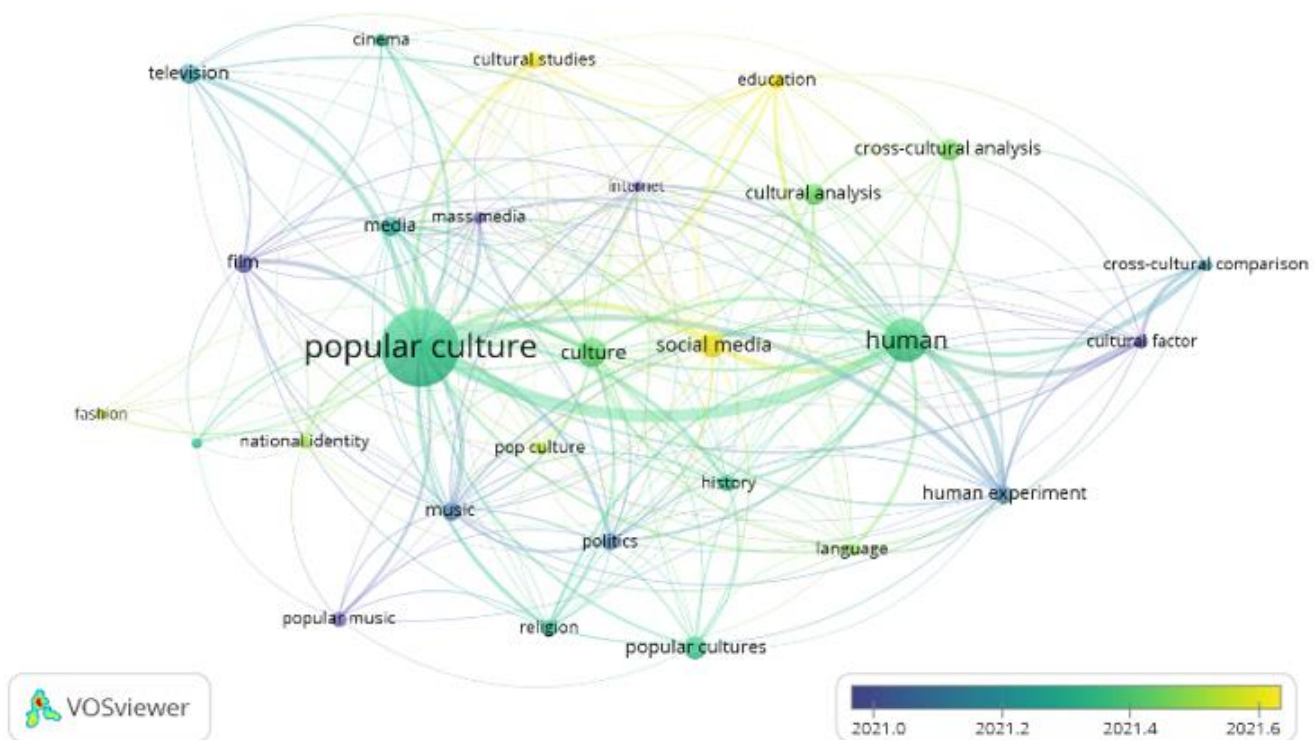 cinema
cultural studies
television
education
cross-cultural analysis
cultural analysis
internet
mass media
media
film
cross-cultural comparison
popular culture
culture
social media
human
cultural factor
fashion
national identity
pop culture
history
human experiment
music
politics
language
popular music
religion
popular cultures
VOSviewer
2021.0 2021.2 2021.4 2021.6